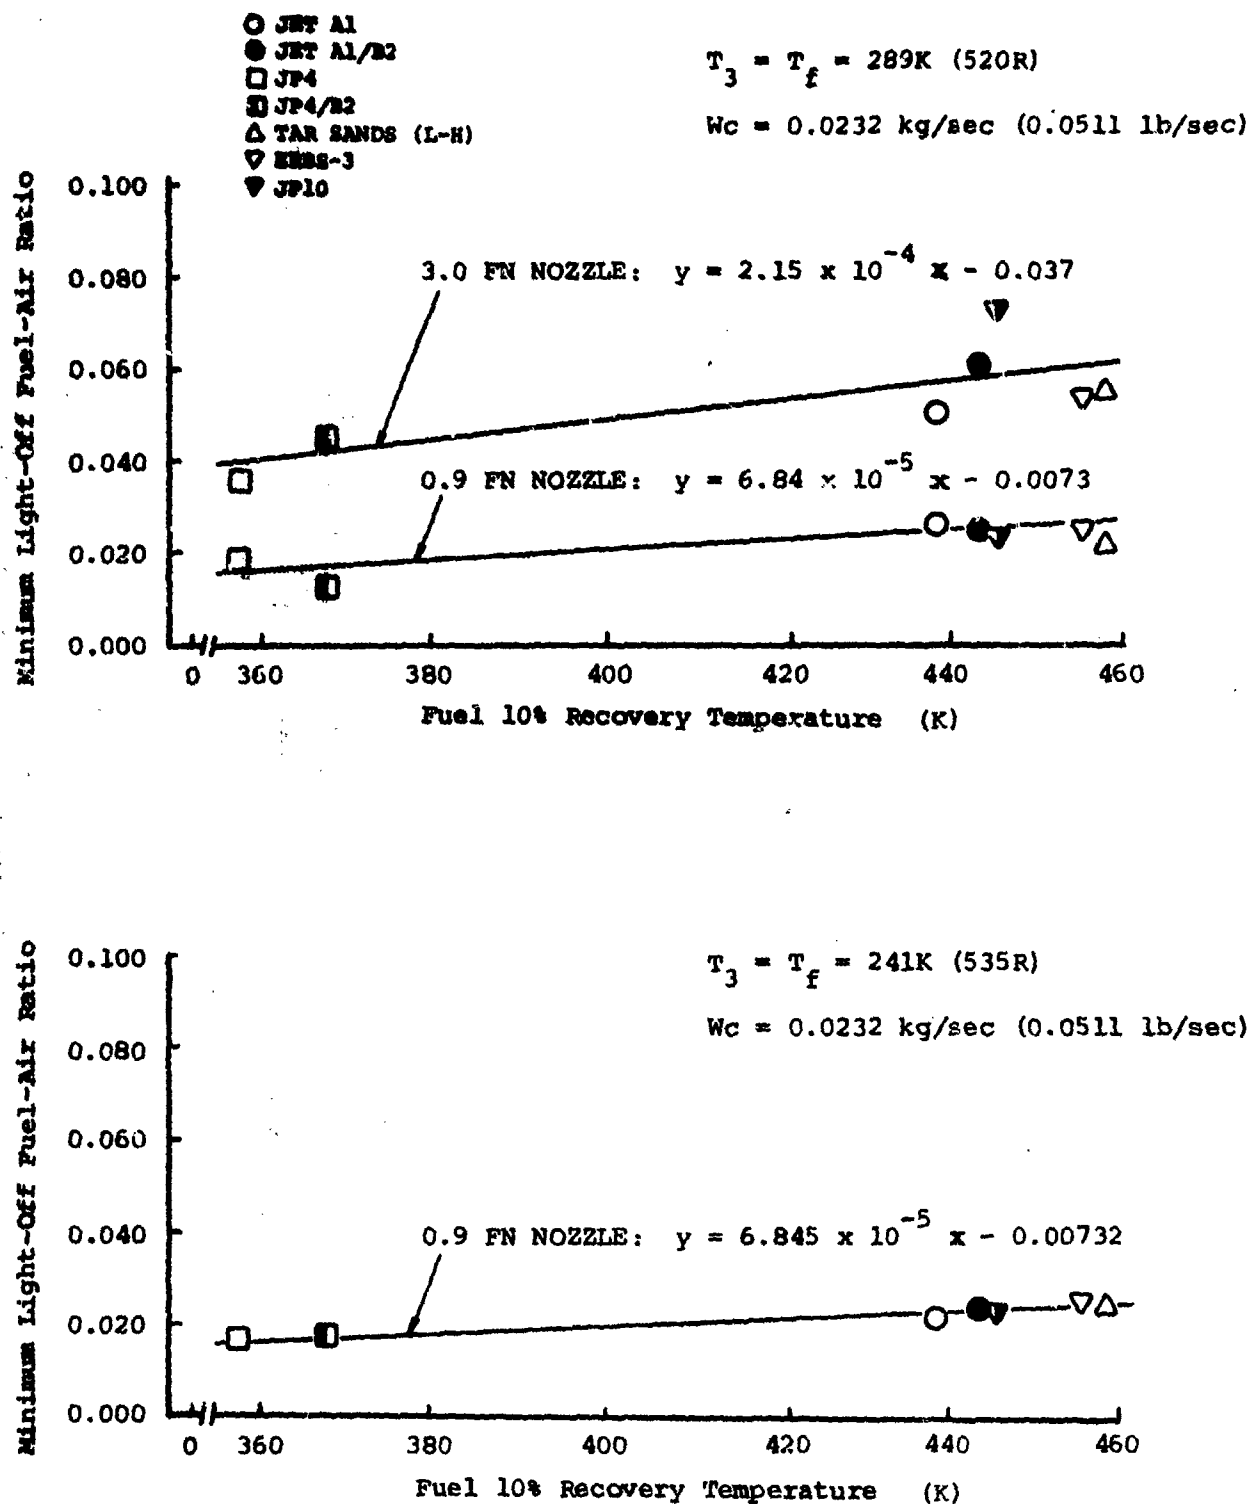 JET A1
JET A1/B2
JP4
JP4/B2
TAR SANDS (L-H)
ERBS-3
JP10
T3 = Tf = 289K (520R)
Wc = 0.0232 kg/sec (0.0511 lb/sec)
Minimum Light-Off Fuel-Air Ratio
0.100
0.080
0.060
0.040
0.020
0.000
3.0 FN NOZZLE: y = 2.15 x 10^-4 x - 0.037
0.9 FN NOZZLE: y = 6.84 x 10^-5 x - 0.0073
0 360 380 400 420 440 460
Fuel 10% Recovery Temperature (K)
T3 = Tf = 241K (535R)
Wc = 0.0232 kg/sec (0.0511 lb/sec)
Minimum Light-Off Fuel-Air Ratio
0.100
0.080
0.060
0.040
0.020
0.000
0.9 FN NOZZLE: y = 6.845 x 10^-5 x - 0.00732
0 360 380 400 420 440 460
Fuel 10% Recovery Temperature (K)